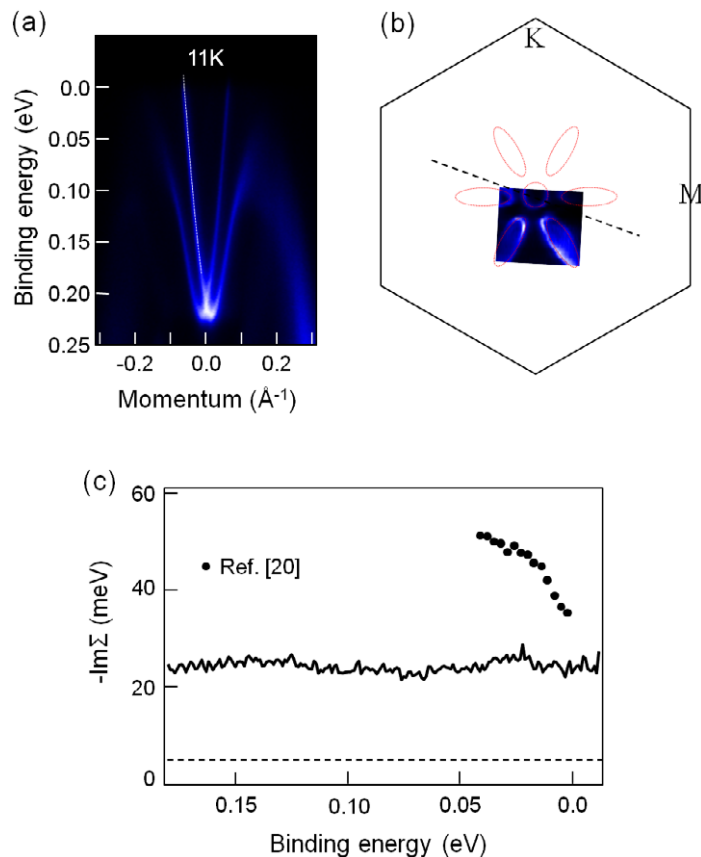 (a)
11K
0.0
0.05
0.10
0.15
0.20
0.25
Binding energy (eV)
-0.2
0.0
0.2
Momentum (Å⁻¹)
(b)
K
M
(c)
60
40
20
0
-ImΣ (meV)
Ref. [20]
0.15
0.10
0.05
0.0
Binding energy (eV)